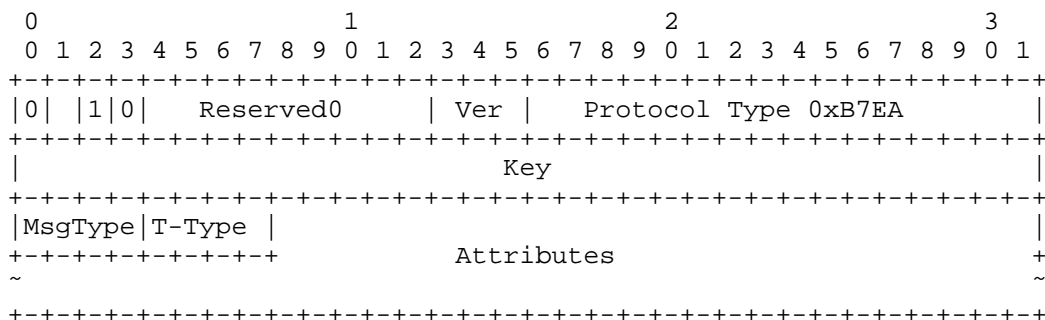 0                   1                   2                   3
 0 1 2 3 4 5 6 7 8 9 0 1 2 3 4 5 6 7 8 9 0 1 2 3 4 5 6 7 8 9 0 1
+-+-+-+-+-+-+-+-+-+-+-+-+-+-+-+-+-+-+-+-+-+-+-+-+-+-+-+-+-+-+-+-+
|0| |1|0|   Reserved0     | Ver |   Protocol Type 0xB7EA        |
+-+-+-+-+-+-+-+-+-+-+-+-+-+-+-+-+-+-+-+-+-+-+-+-+-+-+-+-+-+-+-+-+
|                              Key                              |
+-+-+-+-+-+-+-+-+-+-+-+-+-+-+-+-+-+-+-+-+-+-+-+-+-+-+-+-+-+-+-+-+
|MsgType|T-Type |                                               |
+-+-+-+-+-+-+-+-+           Attributes                          +
~                                                               ~
+-+-+-+-+-+-+-+-+-+-+-+-+-+-+-+-+-+-+-+-+-+-+-+-+-+-+-+-+-+-+-+-+